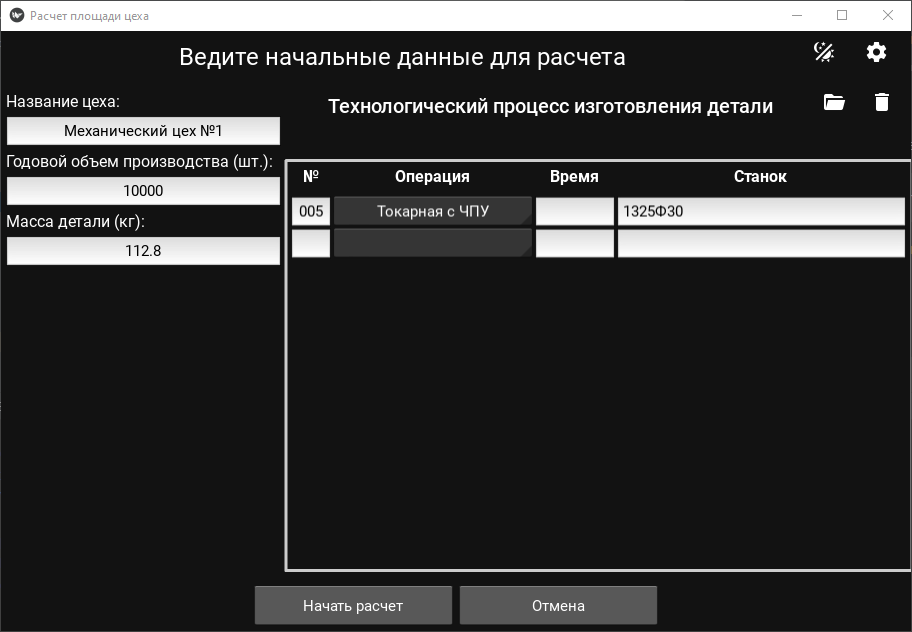 Расчет площади цеха
Ведите начальные данные для расчета
Название цеха:
Механический цех №1
Годовой объем производства (шт.):
10000
Масса детали (кг):
112.8
Технологический процесс изготовления детали
№ Операция Время Станок
005 Токарная с ЧПУ 1325Ф30
Начать расчет Отмена